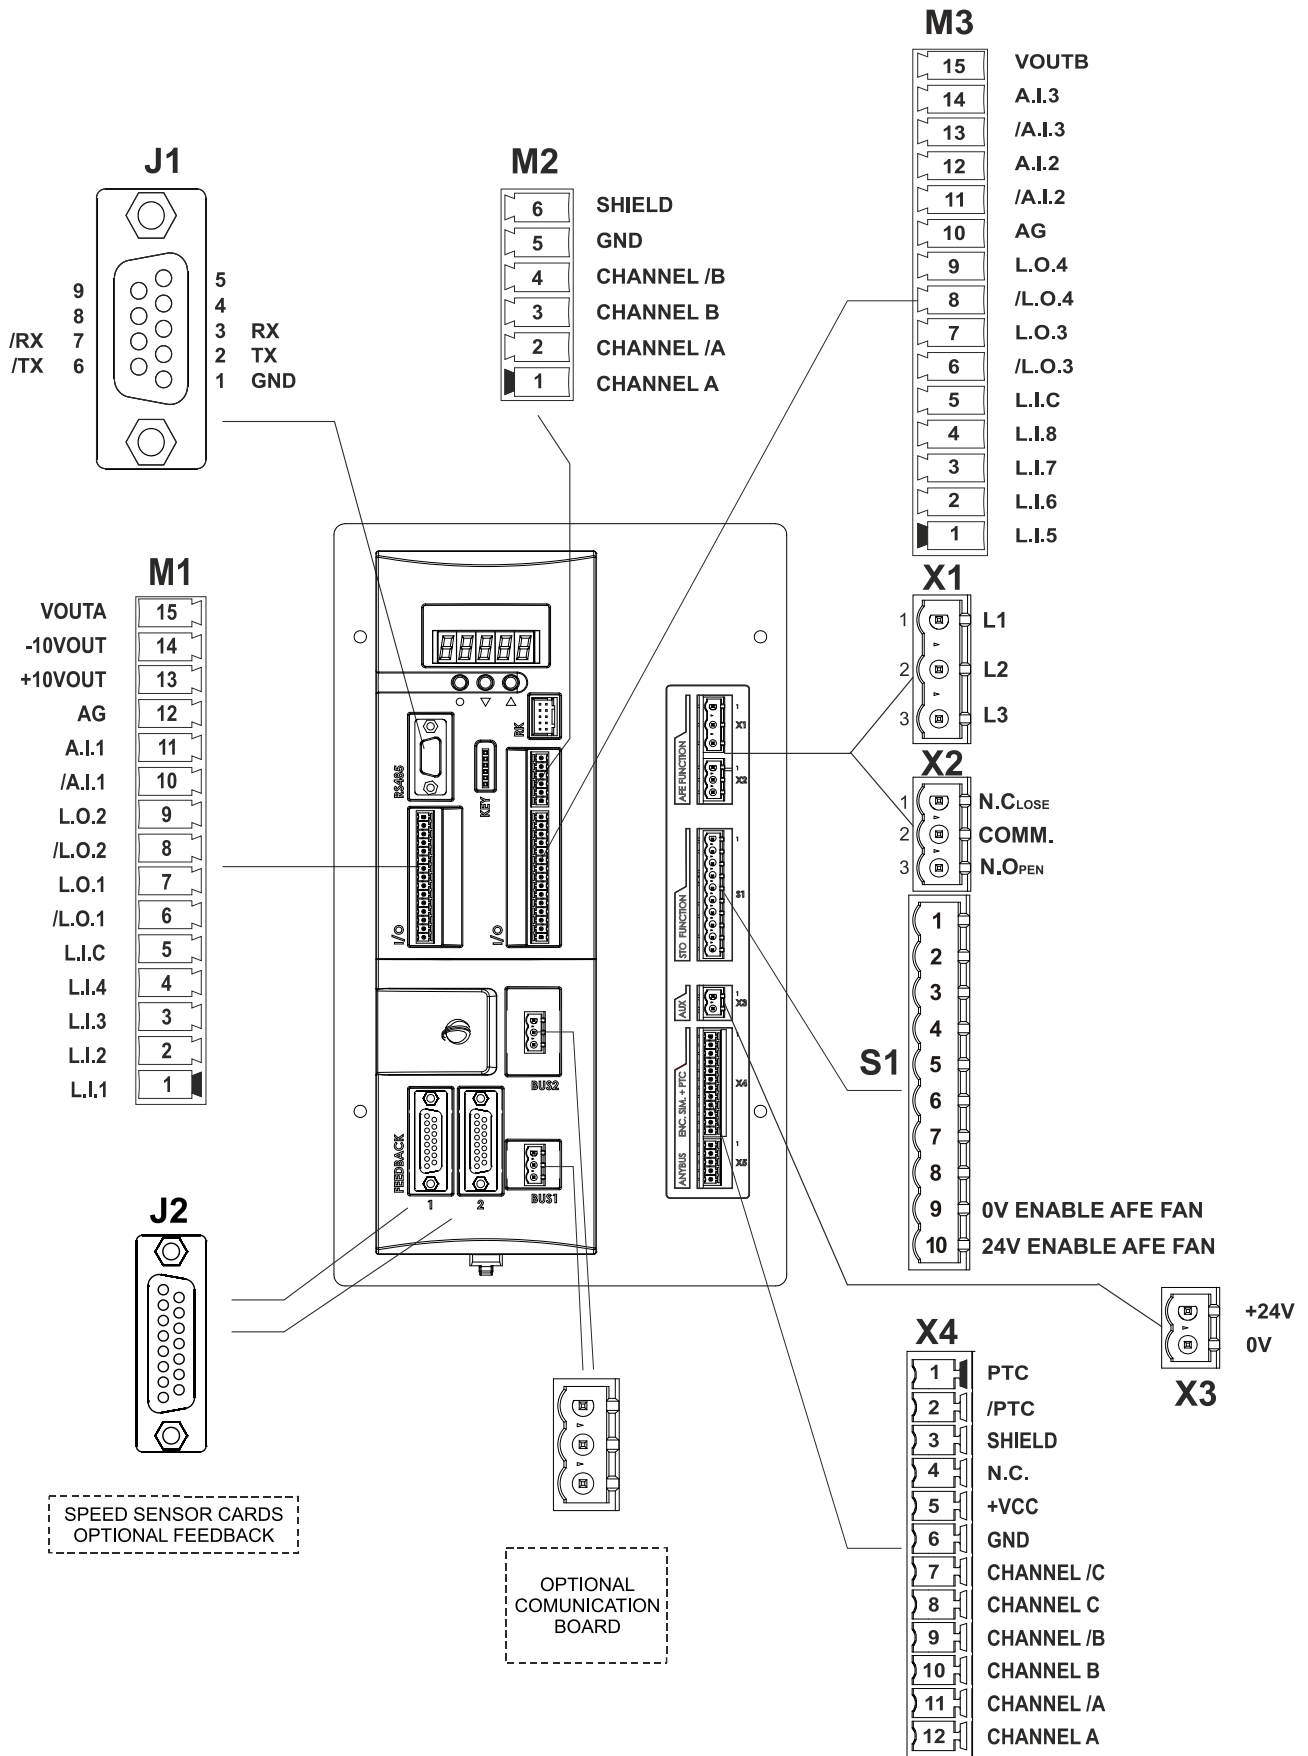 M3
15 VOUTB
14 A.I.3
13 /A.I.3
12 A.I.2
11 /A.I.2
10 AG
9 L.O.4
8 /L.O.4
7 L.O.3
6 /L.O.3
5 L.I.C
4 L.I.8
3 L.I.7
2 L.I.6
1 L.I.5
J1
9 5
8 4
/RX 7 3 RX
/TX 6 2 TX
1 GND
M2
6 SHIELD
5 GND
4 CHANNEL /B
3 CHANNEL B
2 CHANNEL /A
1 CHANNEL A
M1
VOUTA 15
-10VOUT 14
+10VOUT 13
AG 12
A.I.1 11
/A.I.1 10
L.O.2 9
/L.O.2 8
L.O.1 7
/L.O.1 6
L.I.C 5
L.I.4 4
L.I.3 3
L.I.2 2
L.I.1 1
88888
RK
RS485
KEY
I/O
I/O
BUS2
FEEDBACK
1
2
BUS1
AFE FUNCTION
1
X1
1
X2
STO FUNCTION
1
S1
AUX
1
X3
ENC. SIM. + PTC
1
X4
ANYBUS
1
X5
X1
1 L1
2 L2
3 L3
X2
1 N.CLOSE
2 COMM.
3 N.OPEN
S1
1
2
3
4
5
6
7
8
9 0V ENABLE AFE FAN
10 24V ENABLE AFE FAN
+24V
0V
X3
J2
SPEED SENSOR CARDS
OPTIONAL FEEDBACK
OPTIONAL
COMUNICATION
BOARD
X4
1 PTC
2 /PTC
3 SHIELD
4 N.C.
5 +VCC
6 GND
7 CHANNEL /C
8 CHANNEL C
9 CHANNEL /B
10 CHANNEL B
11 CHANNEL /A
12 CHANNEL A